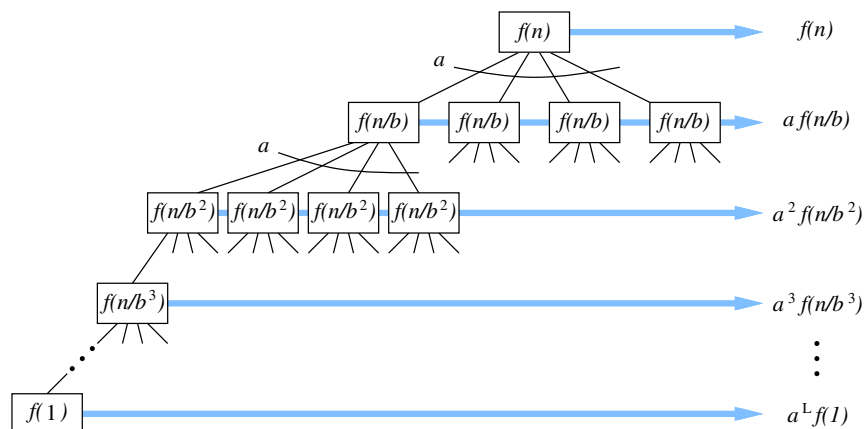 f(n) f(n)
a
f(n/b) f(n/b) f(n/b) f(n/b) a f(n/b)
a
f(n/b²) f(n/b²) f(n/b²) f(n/b²) a² f(n/b²)
f(n/b³) a³ f(n/b³)
f(1) aᴸ f(1)